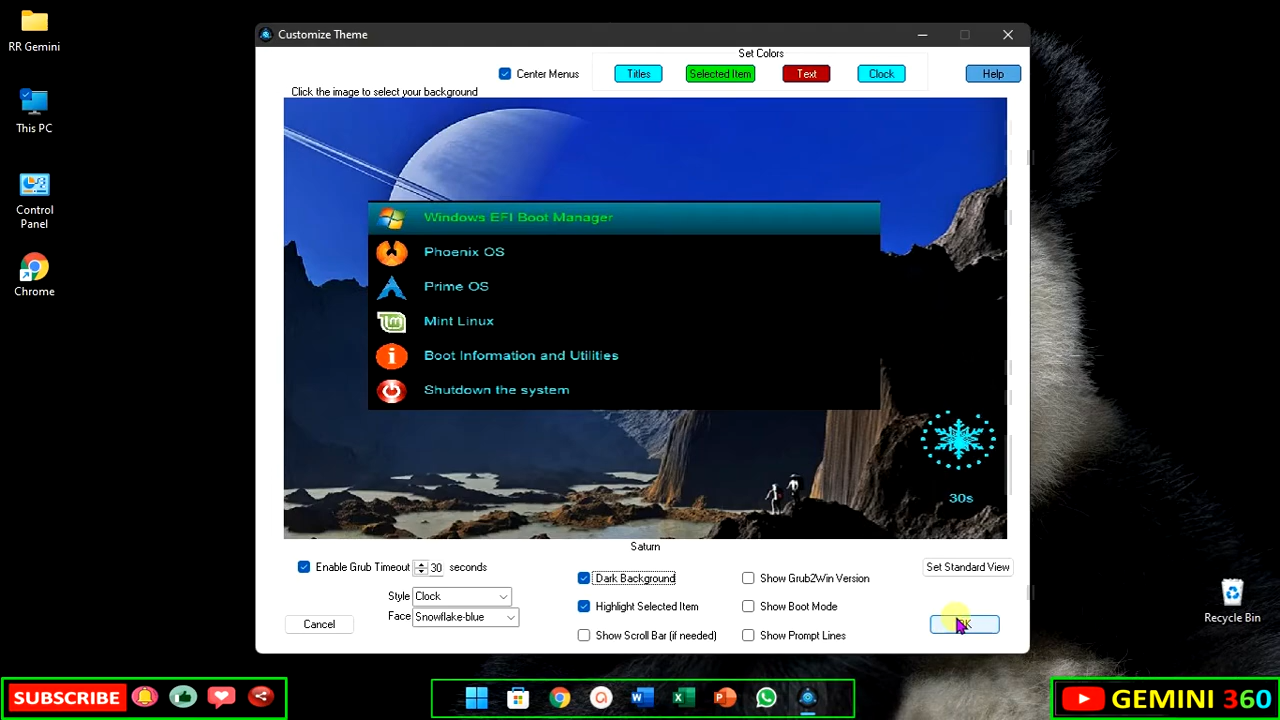 RR Gemini
This PC
Control
Panel
Chrome
Recycle Bin
Customize Theme
Set Colors
Center Menus
Titles
Selected Item
Text
Clock
Help
Click the image to select your background
Windows EFI Boot Manager
Phoenix OS
Prime OS
Mint Linux
Boot Information and Utilities
Shutdown the system
30s
Saturn
Enable Grub Timeout 30 seconds
Style Clock
Face Snowflake-blue
Cancel
Dark Background
Highlight Selected Item
Show Scroll Bar (if needed)
Show Grub2Win Version
Show Boot Mode
Show Prompt Lines
Set Standard View
OK
SUBSCRIBE
GEMINI 360